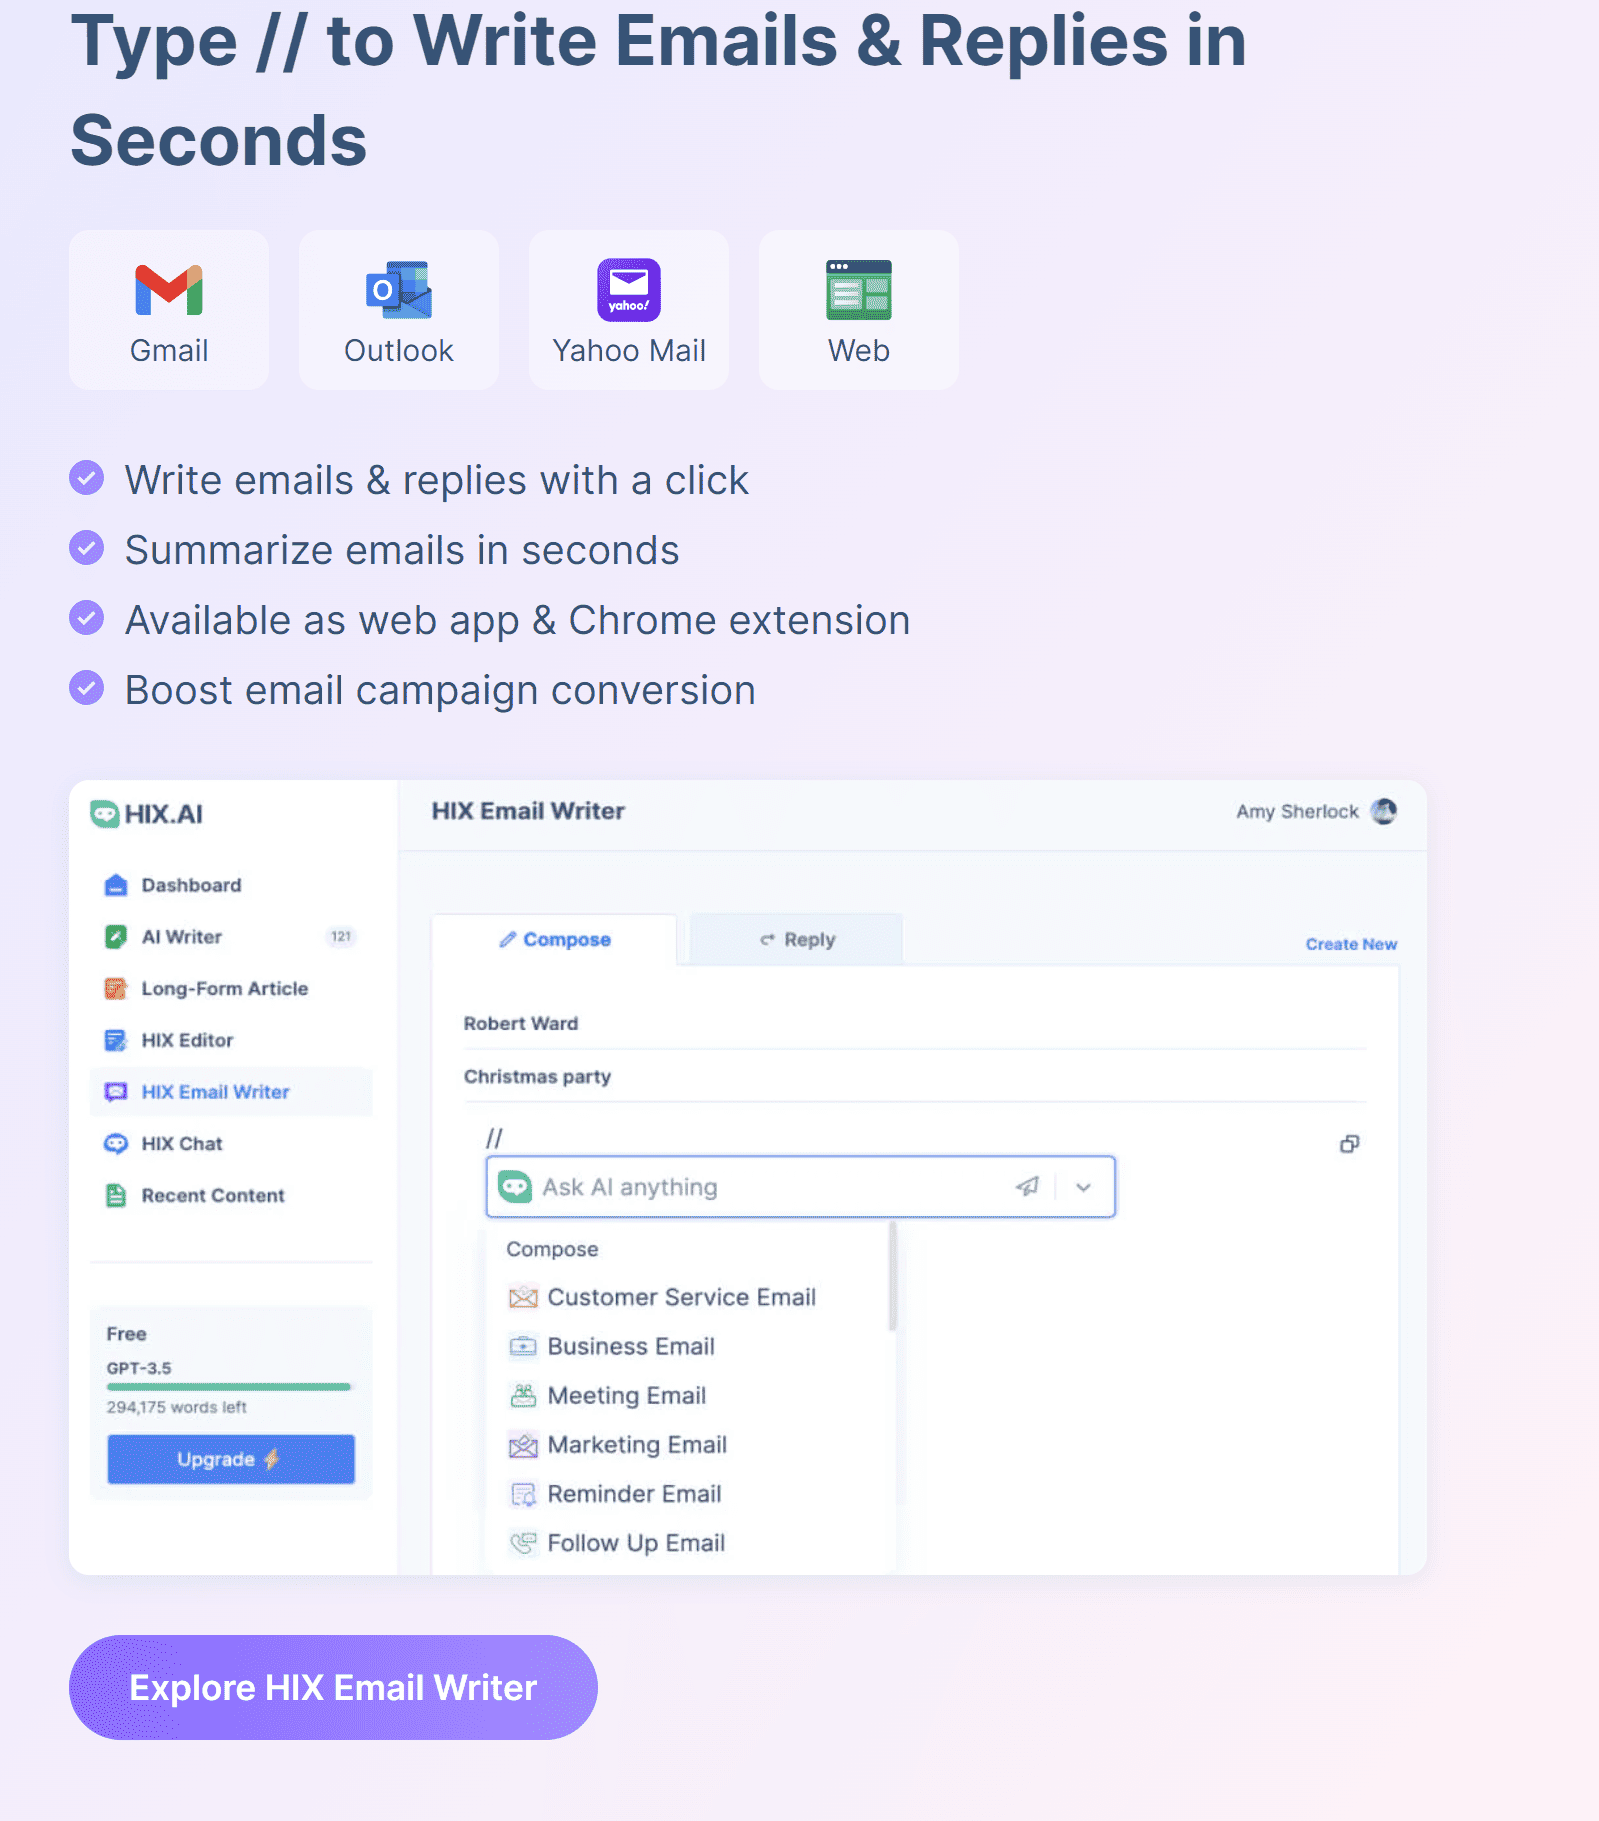 Type // to Write Emails & Replies in
Seconds
Gmail
Outlook
yahoo!
Yahoo Mail
Web
Write emails & replies with a click
Summarize emails in seconds
Available as web app & Chrome extension
Boost email campaign conversion
HIX.AI
HIX Email Writer
Amy Sherlock
Dashboard
AI Writer
121
Long-Form Article
HIX Editor
HIX Email Writer
HIX Chat
Recent Content
Free
GPT-3.5
294,175 words left
Upgrade
Compose
Reply
Create New
Robert Ward
Christmas party
//
Ask AI anything
Compose
Customer Service Email
Business Email
Meeting Email
Marketing Email
Reminder Email
Follow Up Email
Explore HIX Email Writer